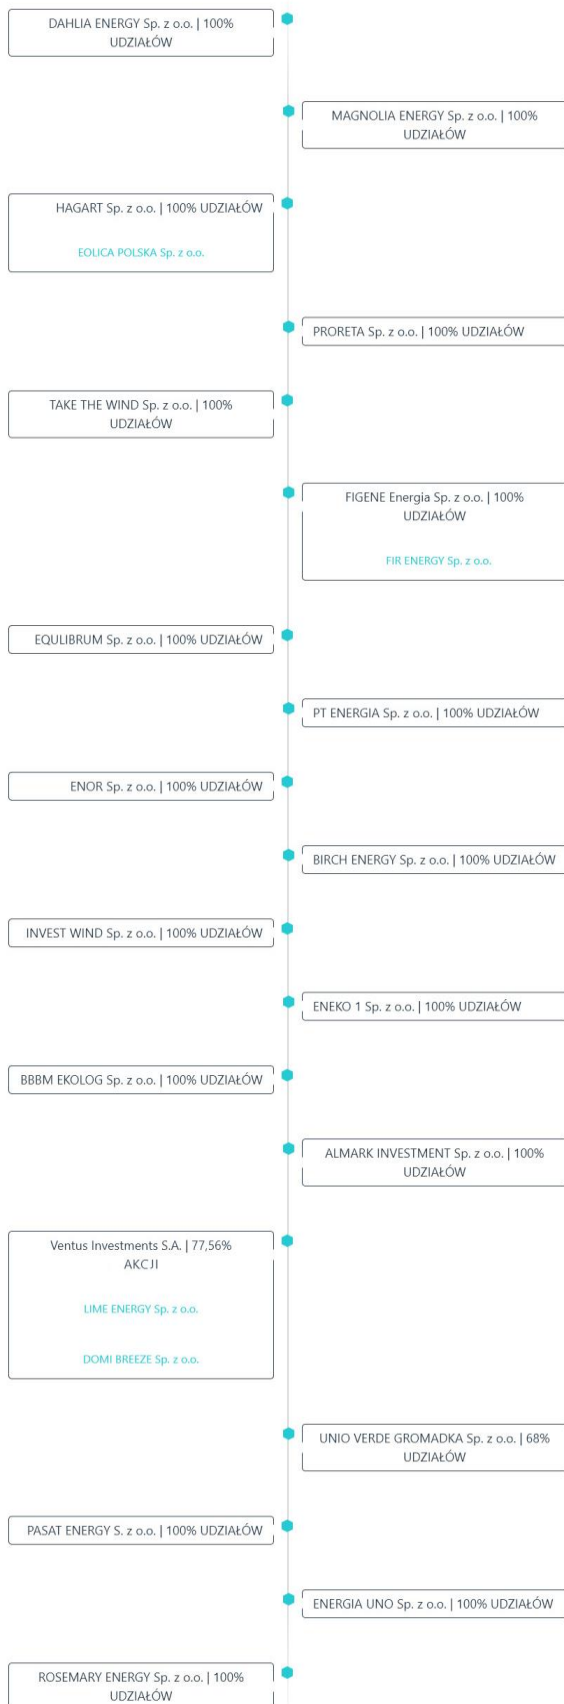 DAHLIA ENERGY Sp. z o.o. | 100%
UDZIAŁÓW
MAGNOLIA ENERGY Sp. z o.o. | 100%
UDZIAŁÓW
HAGART Sp. z o.o. | 100% UDZIAŁÓW
EOLICA POLSKA Sp. z o.o.
PRORETA Sp. z o.o. | 100% UDZIAŁÓW
TAKE THE WIND Sp. z o.o. | 100%
UDZIAŁÓW
FIGENE Energia Sp. z o.o. | 100%
UDZIAŁÓW
FIR ENERGY Sp. z o.o.
EQULIBRUM Sp. z o.o. | 100% UDZIAŁÓW
PT ENERGIA Sp. z o.o. | 100% UDZIAŁÓW
ENOR Sp. z o.o. | 100% UDZIAŁÓW
BIRCH ENERGY Sp. z o.o. | 100% UDZIAŁÓW
INVEST WIND Sp. z o.o. | 100% UDZIAŁÓW
ENEKO 1 Sp. z o.o. | 100% UDZIAŁÓW
BBBM EKOLOG Sp. z o.o. | 100% UDZIAŁÓW
ALMARK INVESTMENT Sp. z o.o. | 100%
UDZIAŁÓW
Ventus Investments S.A. | 77,56%
AKCJI
LIME ENERGY Sp. z o.o.
DOMI BREEZE Sp. z o.o.
UNIO VERDE GROMADKA Sp. z o.o. | 68%
UDZIAŁÓW
PASAT ENERGY S. z o.o. | 100% UDZIAŁÓW
ENERGIA UNO Sp. z o.o. | 100% UDZIAŁÓW
ROSEMARY ENERGY Sp. z o.o. | 100%
UDZIAŁÓW